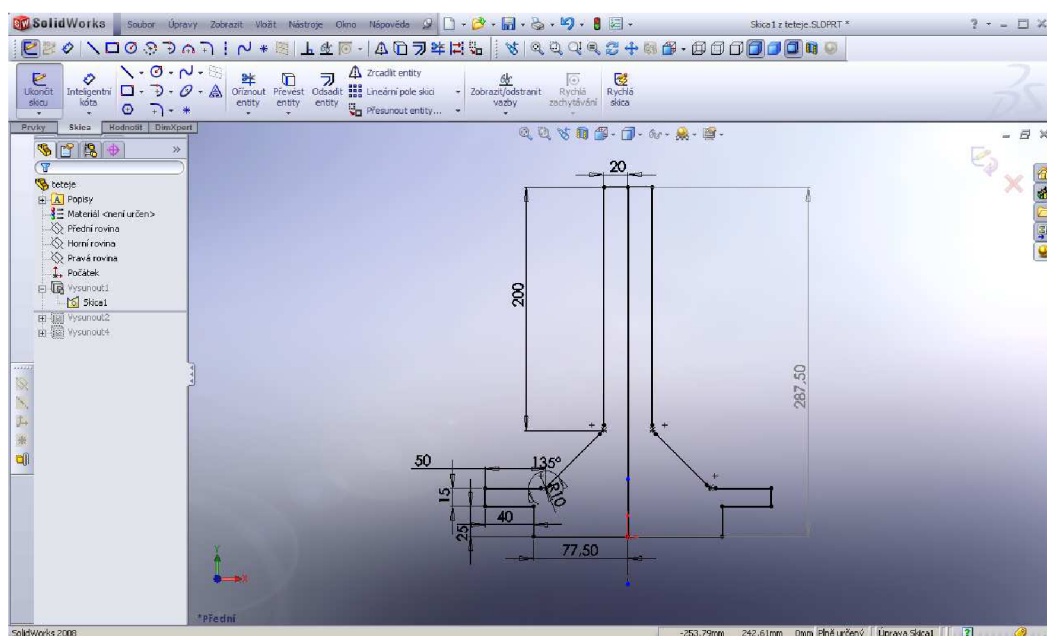 SolidWorks Soubor Úpravy Zobrazit Vložit Nástroje Okno Nápověda Skica1 z teteje.SLDPRT *
Ukončit skicu
Inteligentní kóta
Oříznout entity
Převést entity
Odsadit entity
Zrcadlit entity
Lineární pole skici
Přesunout entity...
Zobrazit/odstranit vazby
Rychlá zachytávání
Rychlá skica
Prvky Skica Hodnotit DimXpert
teteje
A Popisy
Materiál <není určen>
Přední rovina
Horní rovina
Pravá rovina
Počátek
Vysunout1
Skica1
Vysunout2
Vysunout4
20
200
287,50
50
135°
R10
15
40
25
77,50
Y
X
*Přední
SolidWorks 2008 -253.79mm 242.61mm 0mm Plně určený Úprava Skica1